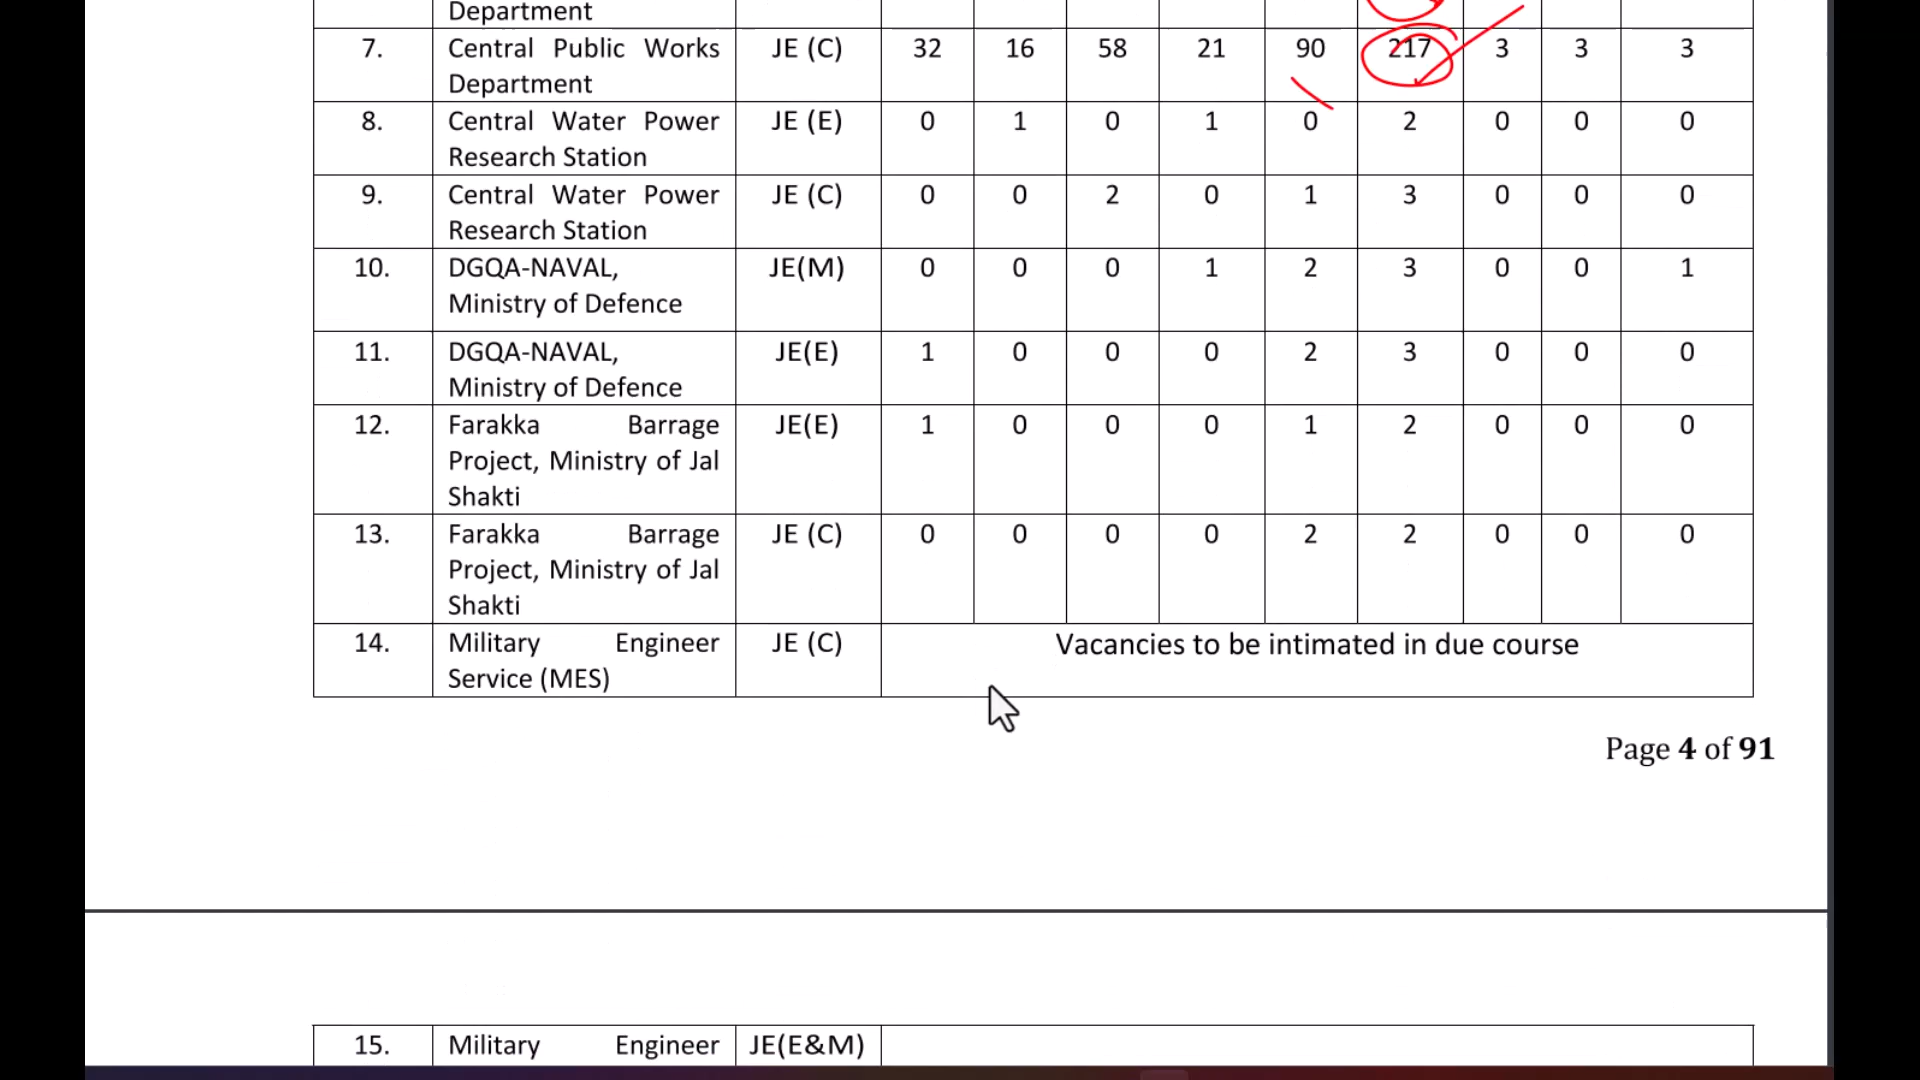 Department
7. Central Public Works JE (C) 32 16 58 21 90 217 3 3 3
Department
8. Central Water Power JE (E) 0 1 0 1 0 2 0 0 0
Research Station
9. Central Water Power JE (C) 0 0 2 0 1 3 0 0 0
Research Station
10. DGQA-NAVAL, JE(M) 0 0 0 1 2 3 0 0 1
Ministry of Defence
11. DGQA-NAVAL, JE(E) 1 0 0 0 2 3 0 0 0
Ministry of Defence
12. Farakka Barrage JE(E) 1 0 0 0 1 2 0 0 0
Project, Ministry of Jal
Shakti
13. Farakka Barrage JE (C) 0 0 0 0 2 2 0 0 0
Project, Ministry of Jal
Shakti
14. Military Engineer JE (C) Vacancies to be intimated in due course
Service (MES)
Page 4 of 91
15. Military Engineer JE(E&M)